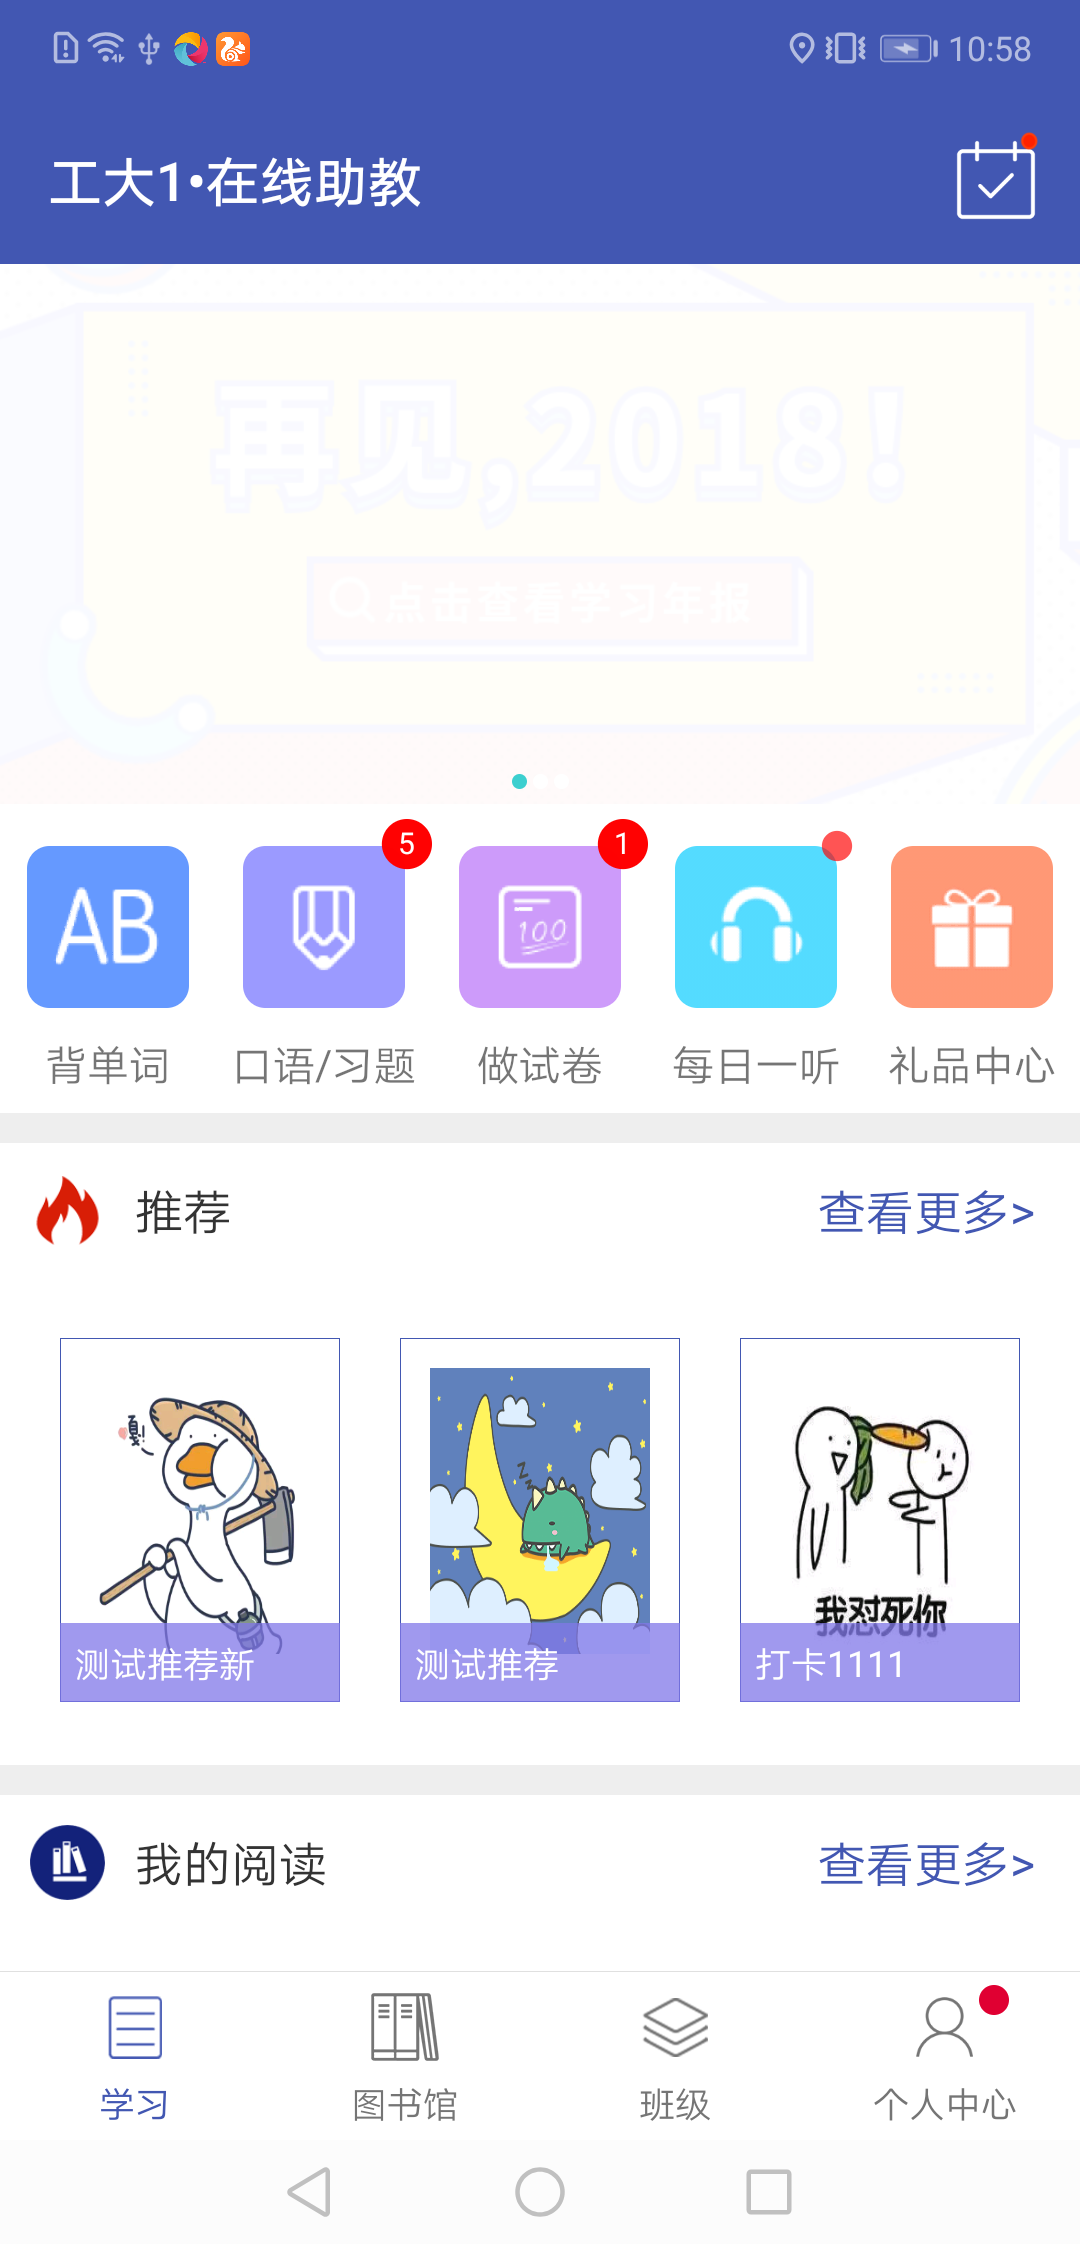 10:58
工大1•在线助教
再见,2018!
点击查看学习年报
5
1
AB
100
背单词
口语/习题
做试卷
每日一听
礼品中心
推荐
查看更多>
嘎!
z
z
z
我怼死你
测试推荐新
测试推荐
打卡1111
我的阅读
查看更多>
学习
图书馆
班级
个人中心